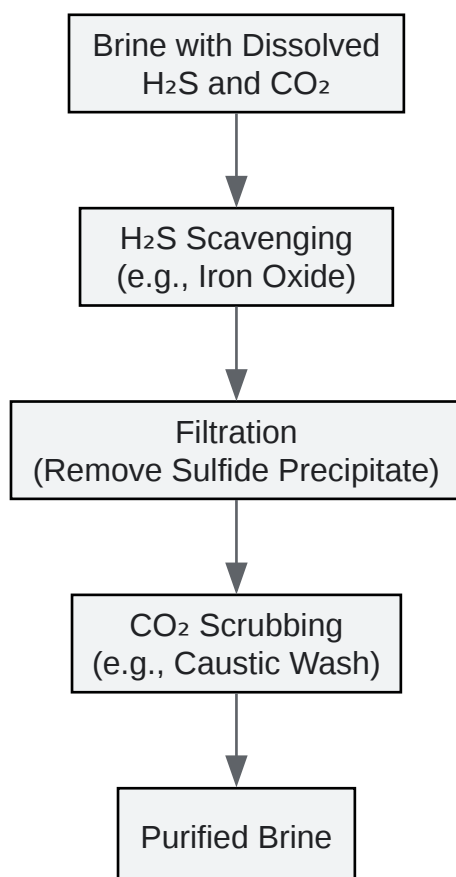 Brine with Dissolved
H₂S and CO₂
H₂S Scavenging
(e.g., Iron Oxide)
Filtration
(Remove Sulfide Precipitate)
CO₂ Scrubbing
(e.g., Caustic Wash)
Purified Brine